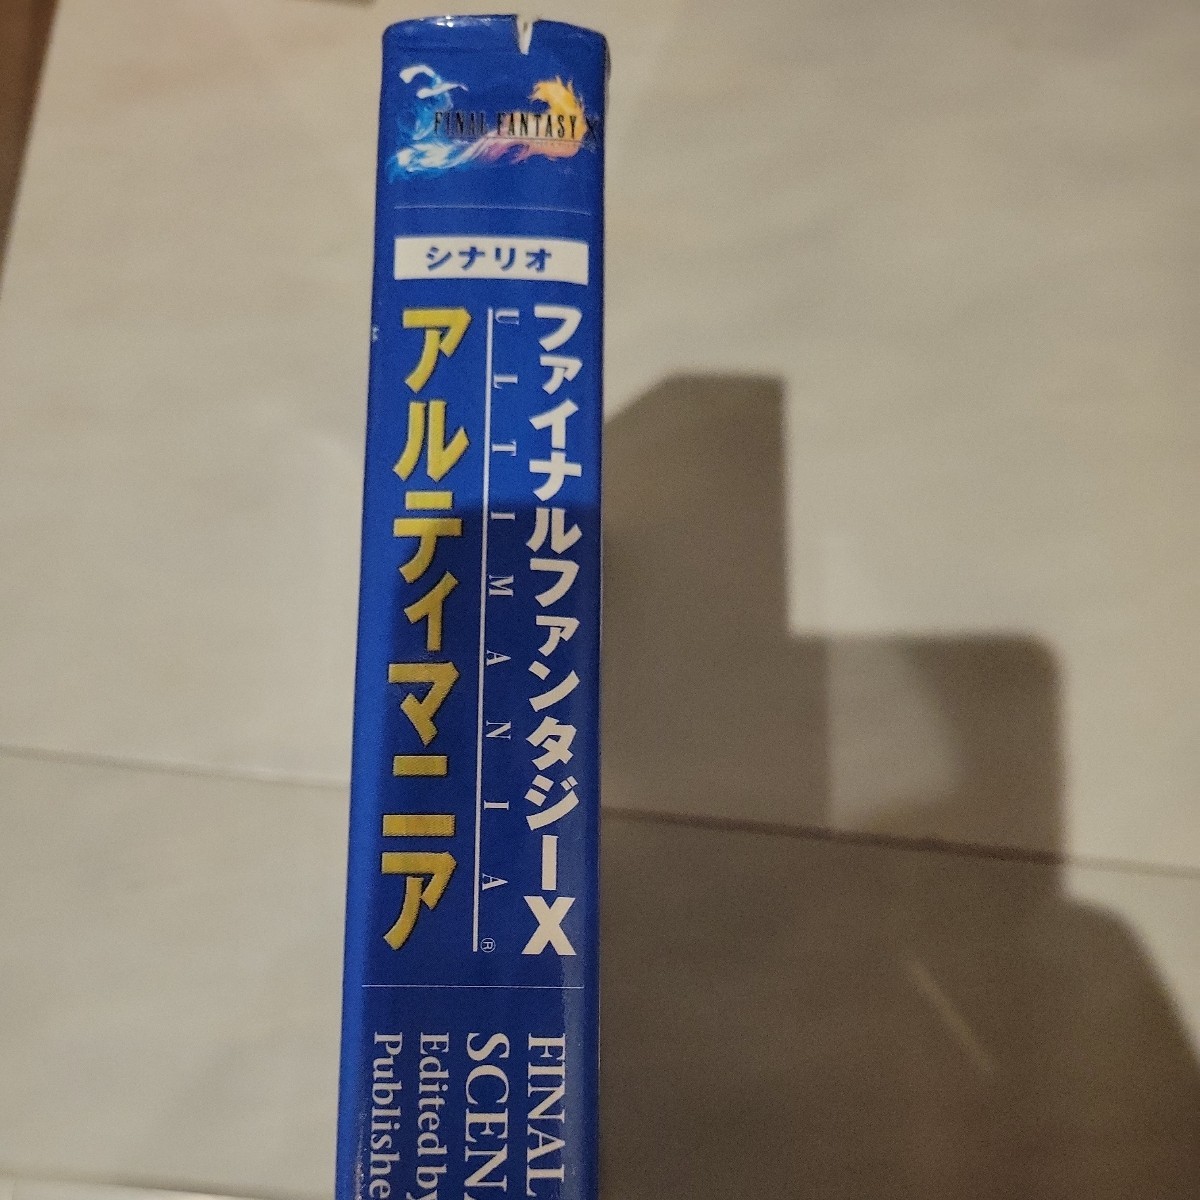 FINAL FANTASY X
シナリオ
ファイナルファンタジーX
ULTIMANIA®
アルティマニア
FINAL
SCEN
Edited by
Publishe